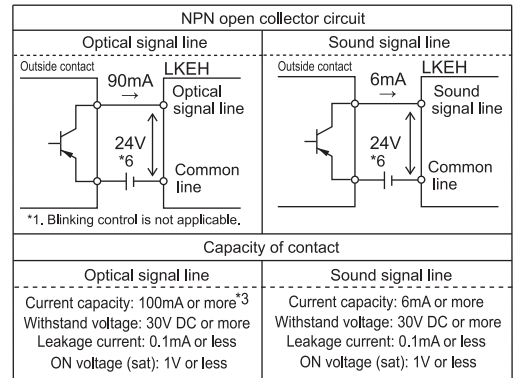 NPN open collector circuit
Optical signal line
Outside contact
LKEH
90mA
→
Optical
signal line
24V
*6
Common
line
*1. Blinking control is not applicable.
Sound signal line
Outside contact
LKEH
6mA
→
Sound
signal line
24V
*6
Common
line
Capacity of contact
Optical signal line
Current capacity: 100mA or more*3
Withstand voltage: 30V DC or more
Leakage current: 0.1mA or less
ON voltage (sat): 1V or less
Sound signal line
Current capacity: 6mA or more
Withstand voltage: 30V DC or more
Leakage current: 0.1mA or less
ON voltage (sat): 1V or less